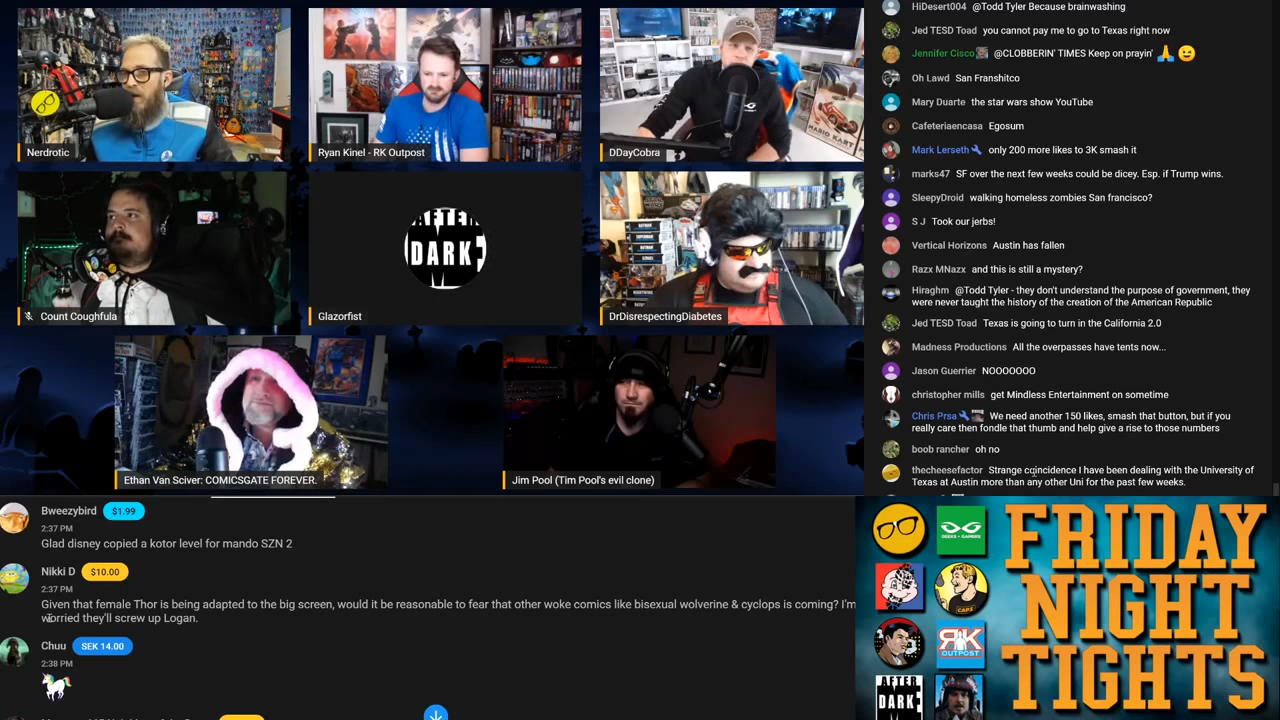 Nerdrotic
Ryan Kinel - RK Outpost
DDayCobra
MARIO KART
Count Coughfula
AFTER
DARK
Glazorfist
DrDisrespectingDiabetes
Ethan Van Sciver: COMICSGATE FOREVER.
Jim Pool (Tim Pool's evil clone)
HiDesert004 @Todd Tyler Because brainwashing
Jed TESD Toad you cannot pay me to go to Texas right now
Jennifer Cisco @CLOBBERIN' TIMES Keep on prayin' 🙏 😉
Oh Lawd San Franshitco
Mary Duarte the star wars show YouTube
Cafeteriaencasa Egosum
Mark Lerseth only 200 more likes to 3K smash it
marks47 SF over the next few weeks could be dicey. Esp. if Trump wins.
SleepyDroid walking homeless zombies San francisco?
S J Took our jerbs!
Vertical Horizons Austin has fallen
Razx MNazx and this is still a mystery?
Hiraghm @Todd Tyler - they don't understand the purpose of government, they
were never taught the history of the creation of the American Republic
Jed TESD Toad Texas is going to turn in the California 2.0
Madness Productions All the overpasses have tents now...
Jason Guerrier NOOOOOOO
christopher mills get Mindless Entertainment on sometime
Chris Prsa We need another 150 likes, smash that button, but if you
really care then fondle that thumb and help give a rise to those numbers
boob rancher oh no
thecheesefactor Strange coincidence I have been dealing with the University of
Texas at Austin more than any other Uni for the past few weeks.
Bweezybird $1.99
2:37 PM
Glad disney copied a kotor level for mando SZN 2
Nikki D $10.00
2:37 PM
Given that female Thor is being adapted to the big screen, would it be reasonable to fear that other woke comics like bisexual wolverine & cyclops is coming? I'm
worried they'll screw up Logan.
Chuu SEK 14.00
2:38 PM
🦄
GEEKS + GAMERS
CAPS
RK
OUTPOST
AFTER
DARK
FRIDAY
NIGHT
TIGHTS